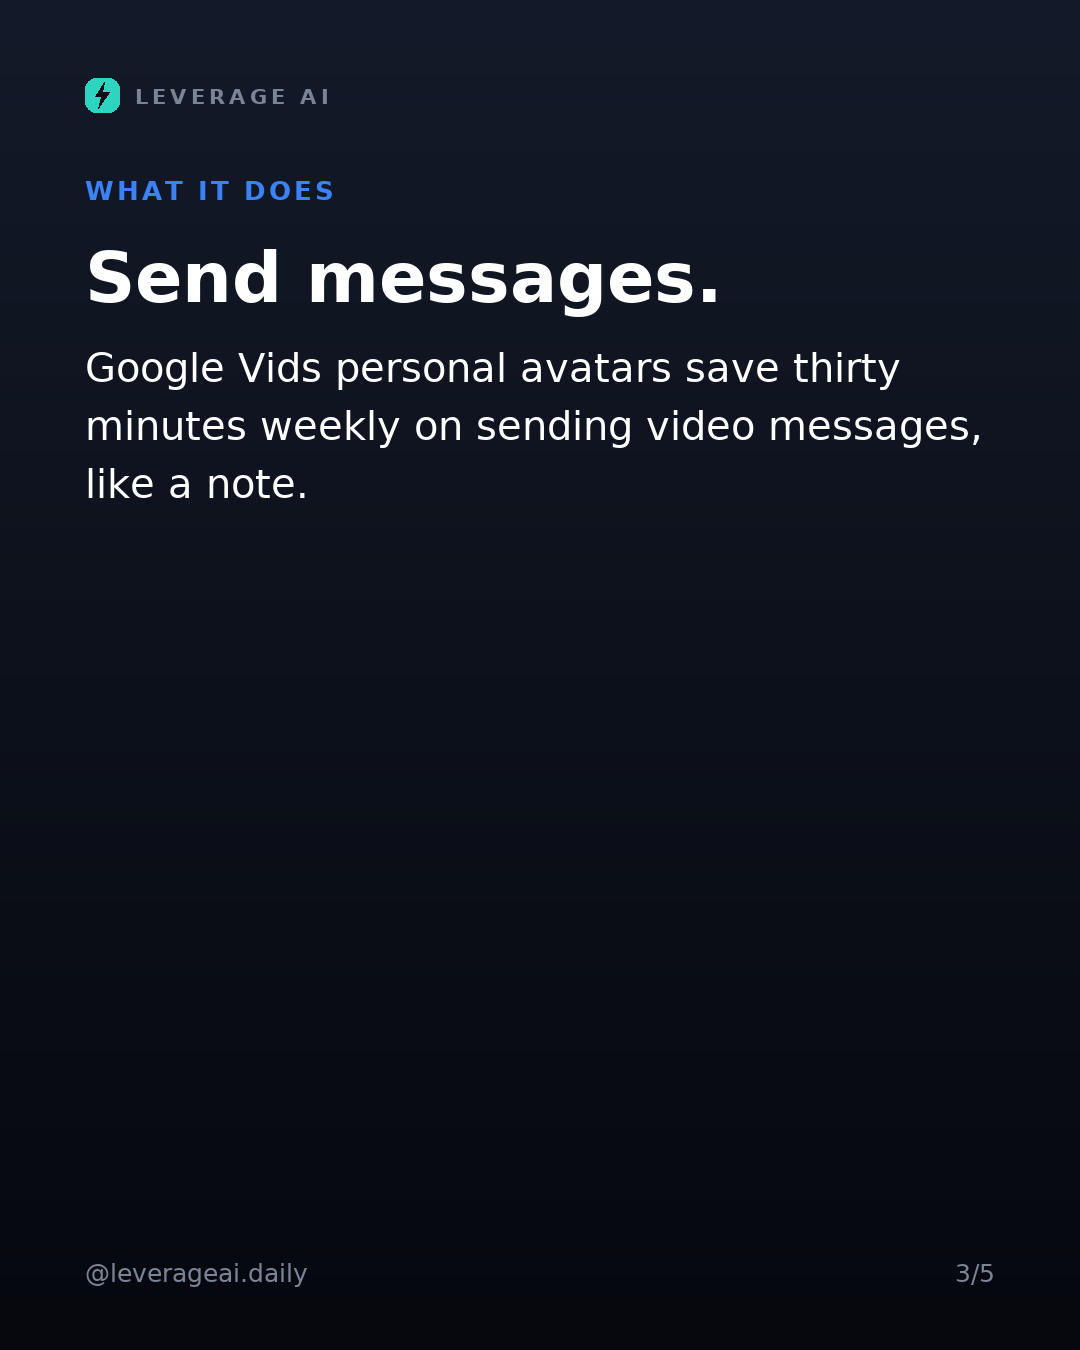 LEVERAGE AI
WHAT IT DOES
Send messages.
Google Vids personal avatars save thirty
minutes weekly on sending video messages,
like a note.
@leverageai.daily
3/5